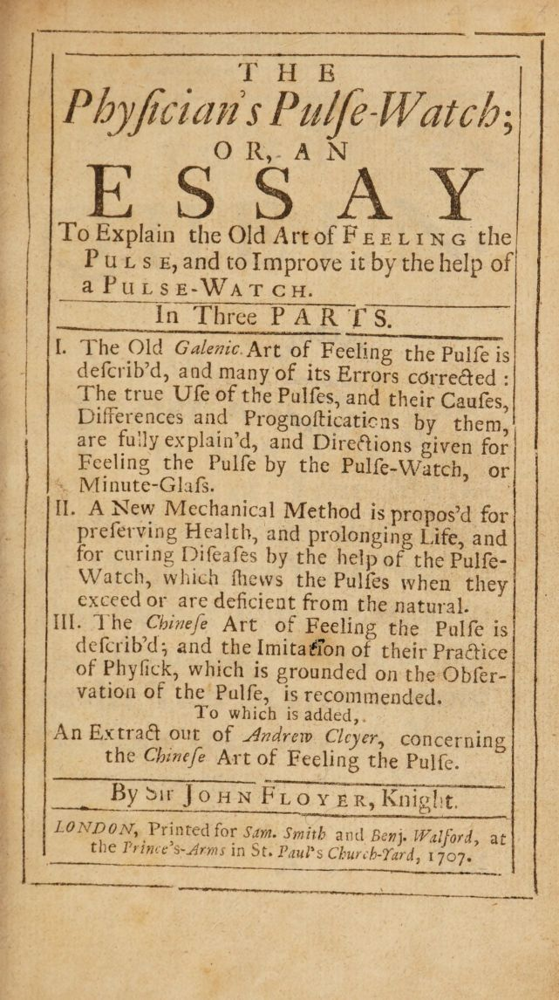 THE
Phyſician's Pulſe-Watch;
OR, AN
ESSAY
To Explain the Old Art of FEELING the
PULSE, and to Improve it by the help of
a PULSE-WATCH.
In Three PARTS.
I. The Old Galenic Art of Feeling the Pulſe is
deſcrib'd, and many of its Errors corrected :
The true Uſe of the Pulſes, and their Cauſes,
Differences and Prognoſtications by them,
are fully explain'd, and Directions given for
Feeling the Pulſe by the Pulſe-Watch, or
Minute-Glaſs.
II. A New Mechanical Method is propos'd for
preſerving Health, and prolonging Life, and
for curing Diſeaſes by the help of the Pulſe-
Watch, which ſhews the Pulſes when they
exceed or are deficient from the natural.
III. The Chineſe Art of Feeling the Pulſe is
deſcrib'd; and the Imitation of their Practice
of Phyſick, which is grounded on the Obſer-
vation of the Pulſe, is recommended.
To which is added,
An Extract out of Andrew Cleyer, concerning
the Chineſe Art of Feeling the Pulſe.
By Sir JOHN FLOYER, Knight.
LONDON, Printed for Sam. Smith and Benj. Walford, at
the Prince's-Arms in St. Paul's Church-Yard, 1707.